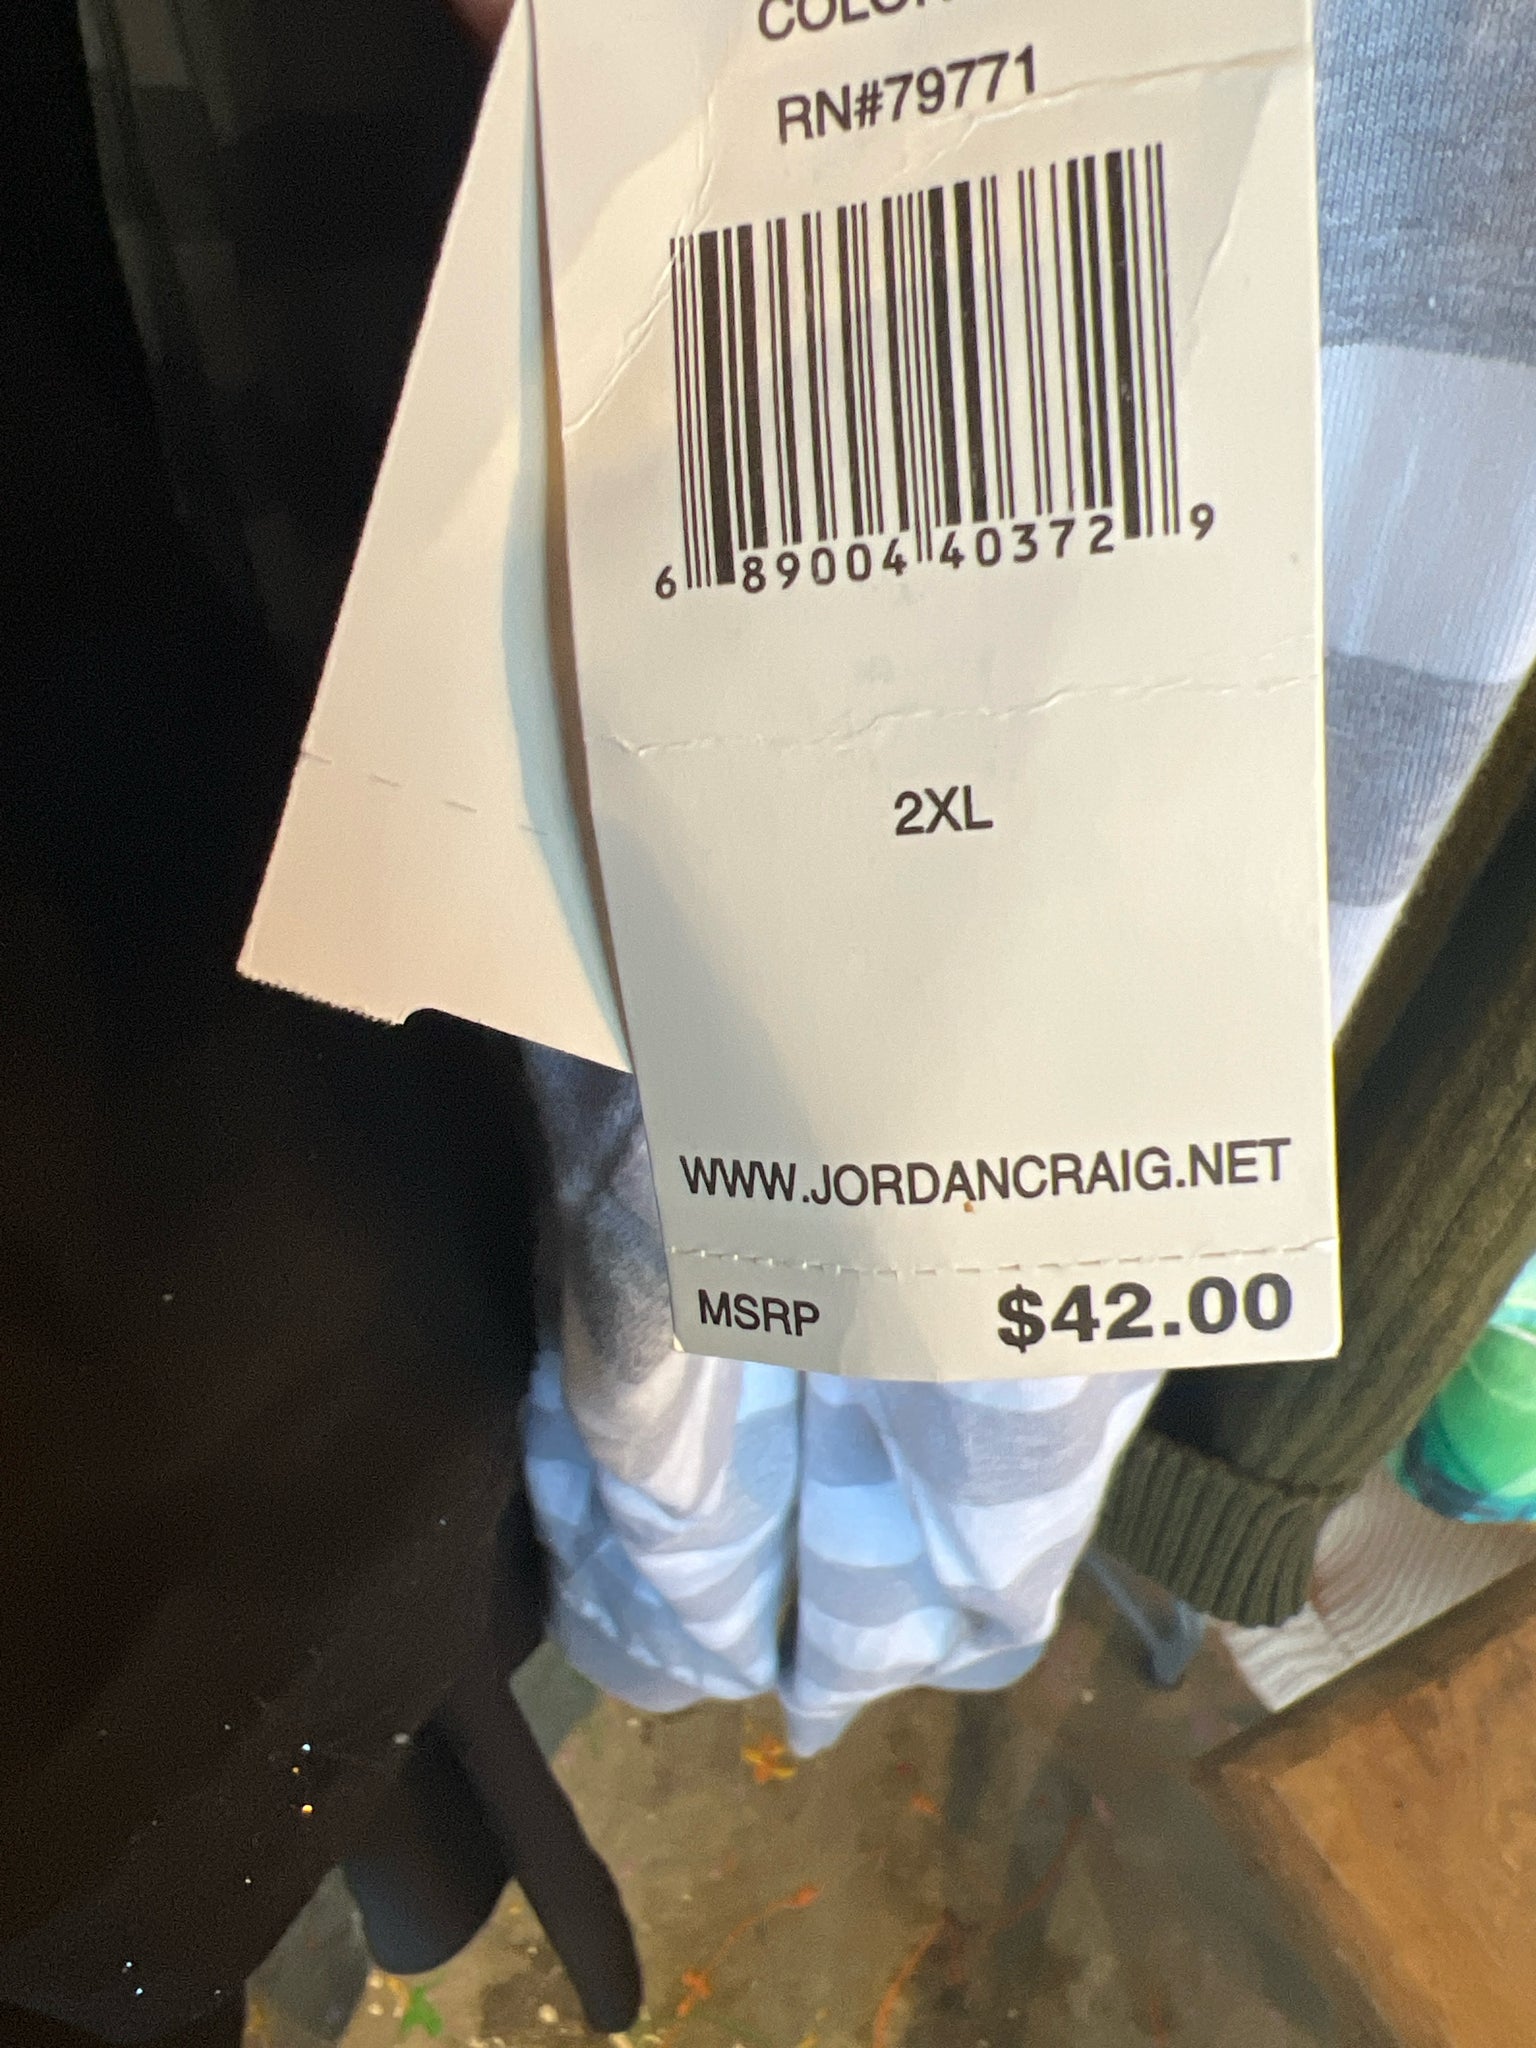 RN#79771
6 89004 40372 9
2XL
WWW.JORDANCRAIG.NET
MSRP $42.00